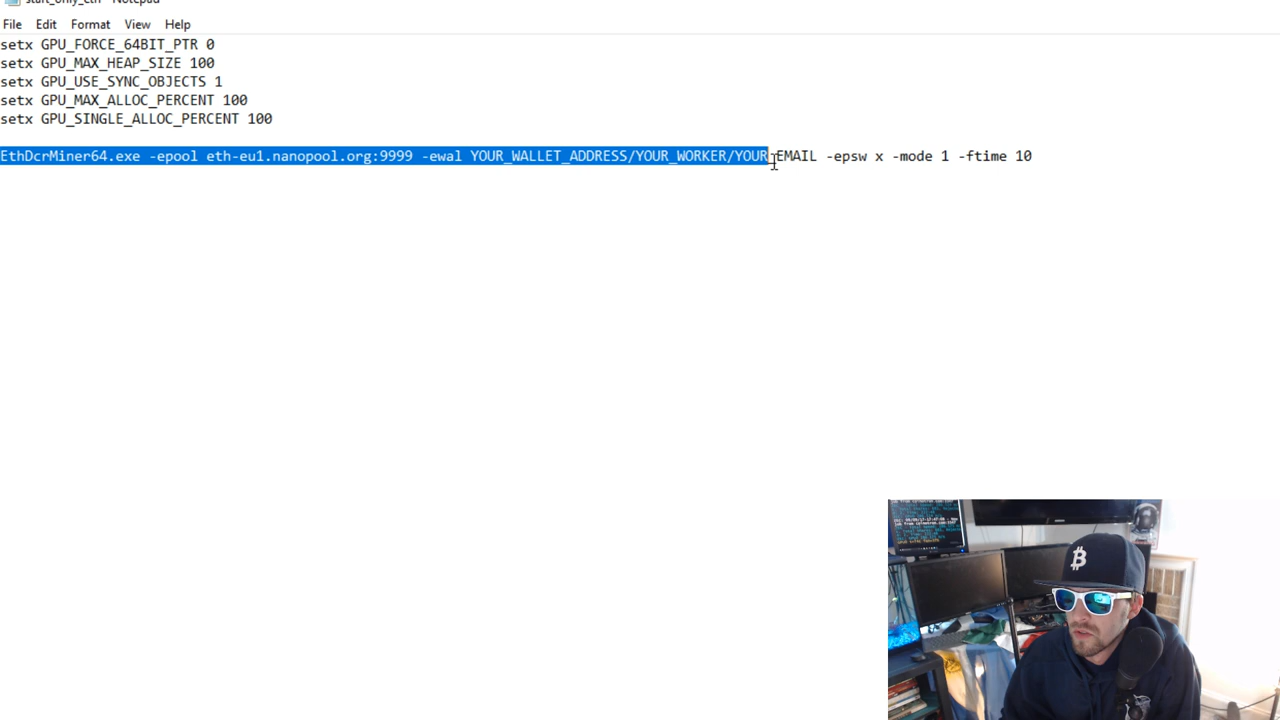 start_only_eth - Notepad
File Edit Format View Help
setx GPU_FORCE_64BIT_PTR 0
setx GPU_MAX_HEAP_SIZE 100
setx GPU_USE_SYNC_OBJECTS 1
setx GPU_MAX_ALLOC_PERCENT 100
setx GPU_SINGLE_ALLOC_PERCENT 100
EthDcrMiner64.exe -epool eth-eu1.nanopool.org:9999 -ewal YOUR_WALLET_ADDRESS/YOUR_WORKER/YOUR_EMAIL -epsw x -mode 1 -ftime 10